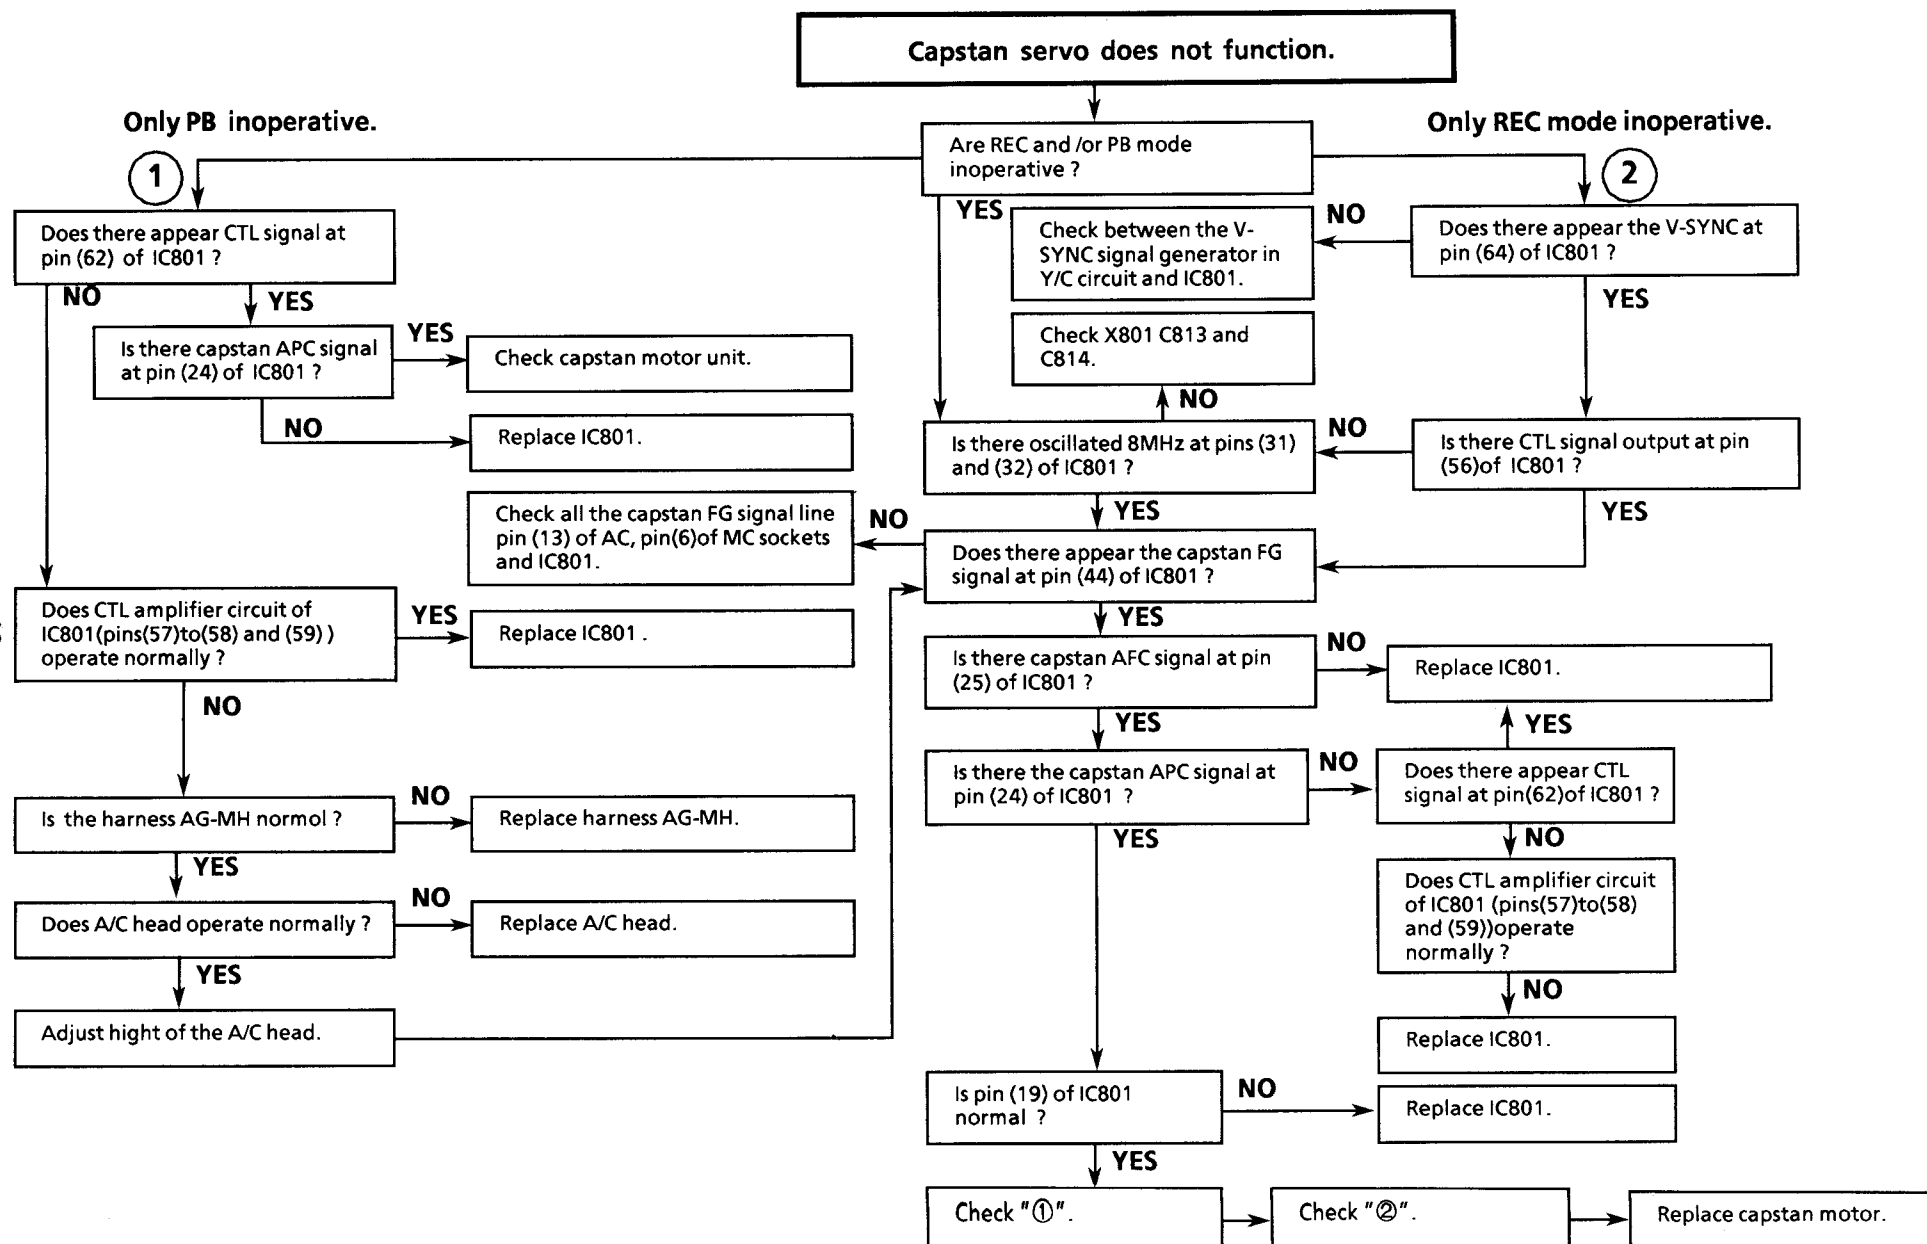 Capstan servo does not function.
Only PB inoperative.
Only REC mode inoperative.
Are REC and /or PB mode
inoperative ?
1
2
YES
Does there appear CTL signal at
pin (62) of IC801 ?
Check between the V-
SYNC signal generator in
Y/C circuit and IC801.
NO
Does there appear the V-SYNC at
pin (64) of IC801 ?
NO
YES
YES
Is there capstan APC signal
at pin (24) of IC801 ?
YES
Check capstan motor unit.
Check X801 C813 and
C814.
NO
NO
Replace IC801.
Is there oscillated 8MHz at pins (31)
and (32) of IC801 ?
NO
Is there CTL signal output at pin
(56)of IC801 ?
YES
YES
Check all the capstan FG signal line
pin (13) of AC, pin(6)of MC sockets
and IC801.
NO
Does there appear the capstan FG
signal at pin (44) of IC801 ?
Does CTL amplifier circuit of
IC801(pins(57)to(58) and (59) )
operate normally ?
YES
Replace IC801 .
YES
Is there capstan AFC signal at pin
(25) of IC801 ?
NO
Replace IC801.
NO
YES
YES
Is there the capstan APC signal at
pin (24) of IC801 ?
NO
Does there appear CTL
signal at pin(62)of IC801 ?
Is the harness AG-MH normol ?
NO
Replace harness AG-MH.
YES
YES
NO
Does CTL amplifier circuit
of IC801 (pins(57)to(58)
and (59))operate
normally ?
Does A/C head operate normally ?
NO
Replace A/C head.
YES
NO
Adjust hight of the A/C head.
Replace IC801.
Is pin (19) of IC801
normal ?
NO
Replace IC801.
YES
Check "①".
Check "②".
Replace capstan motor.